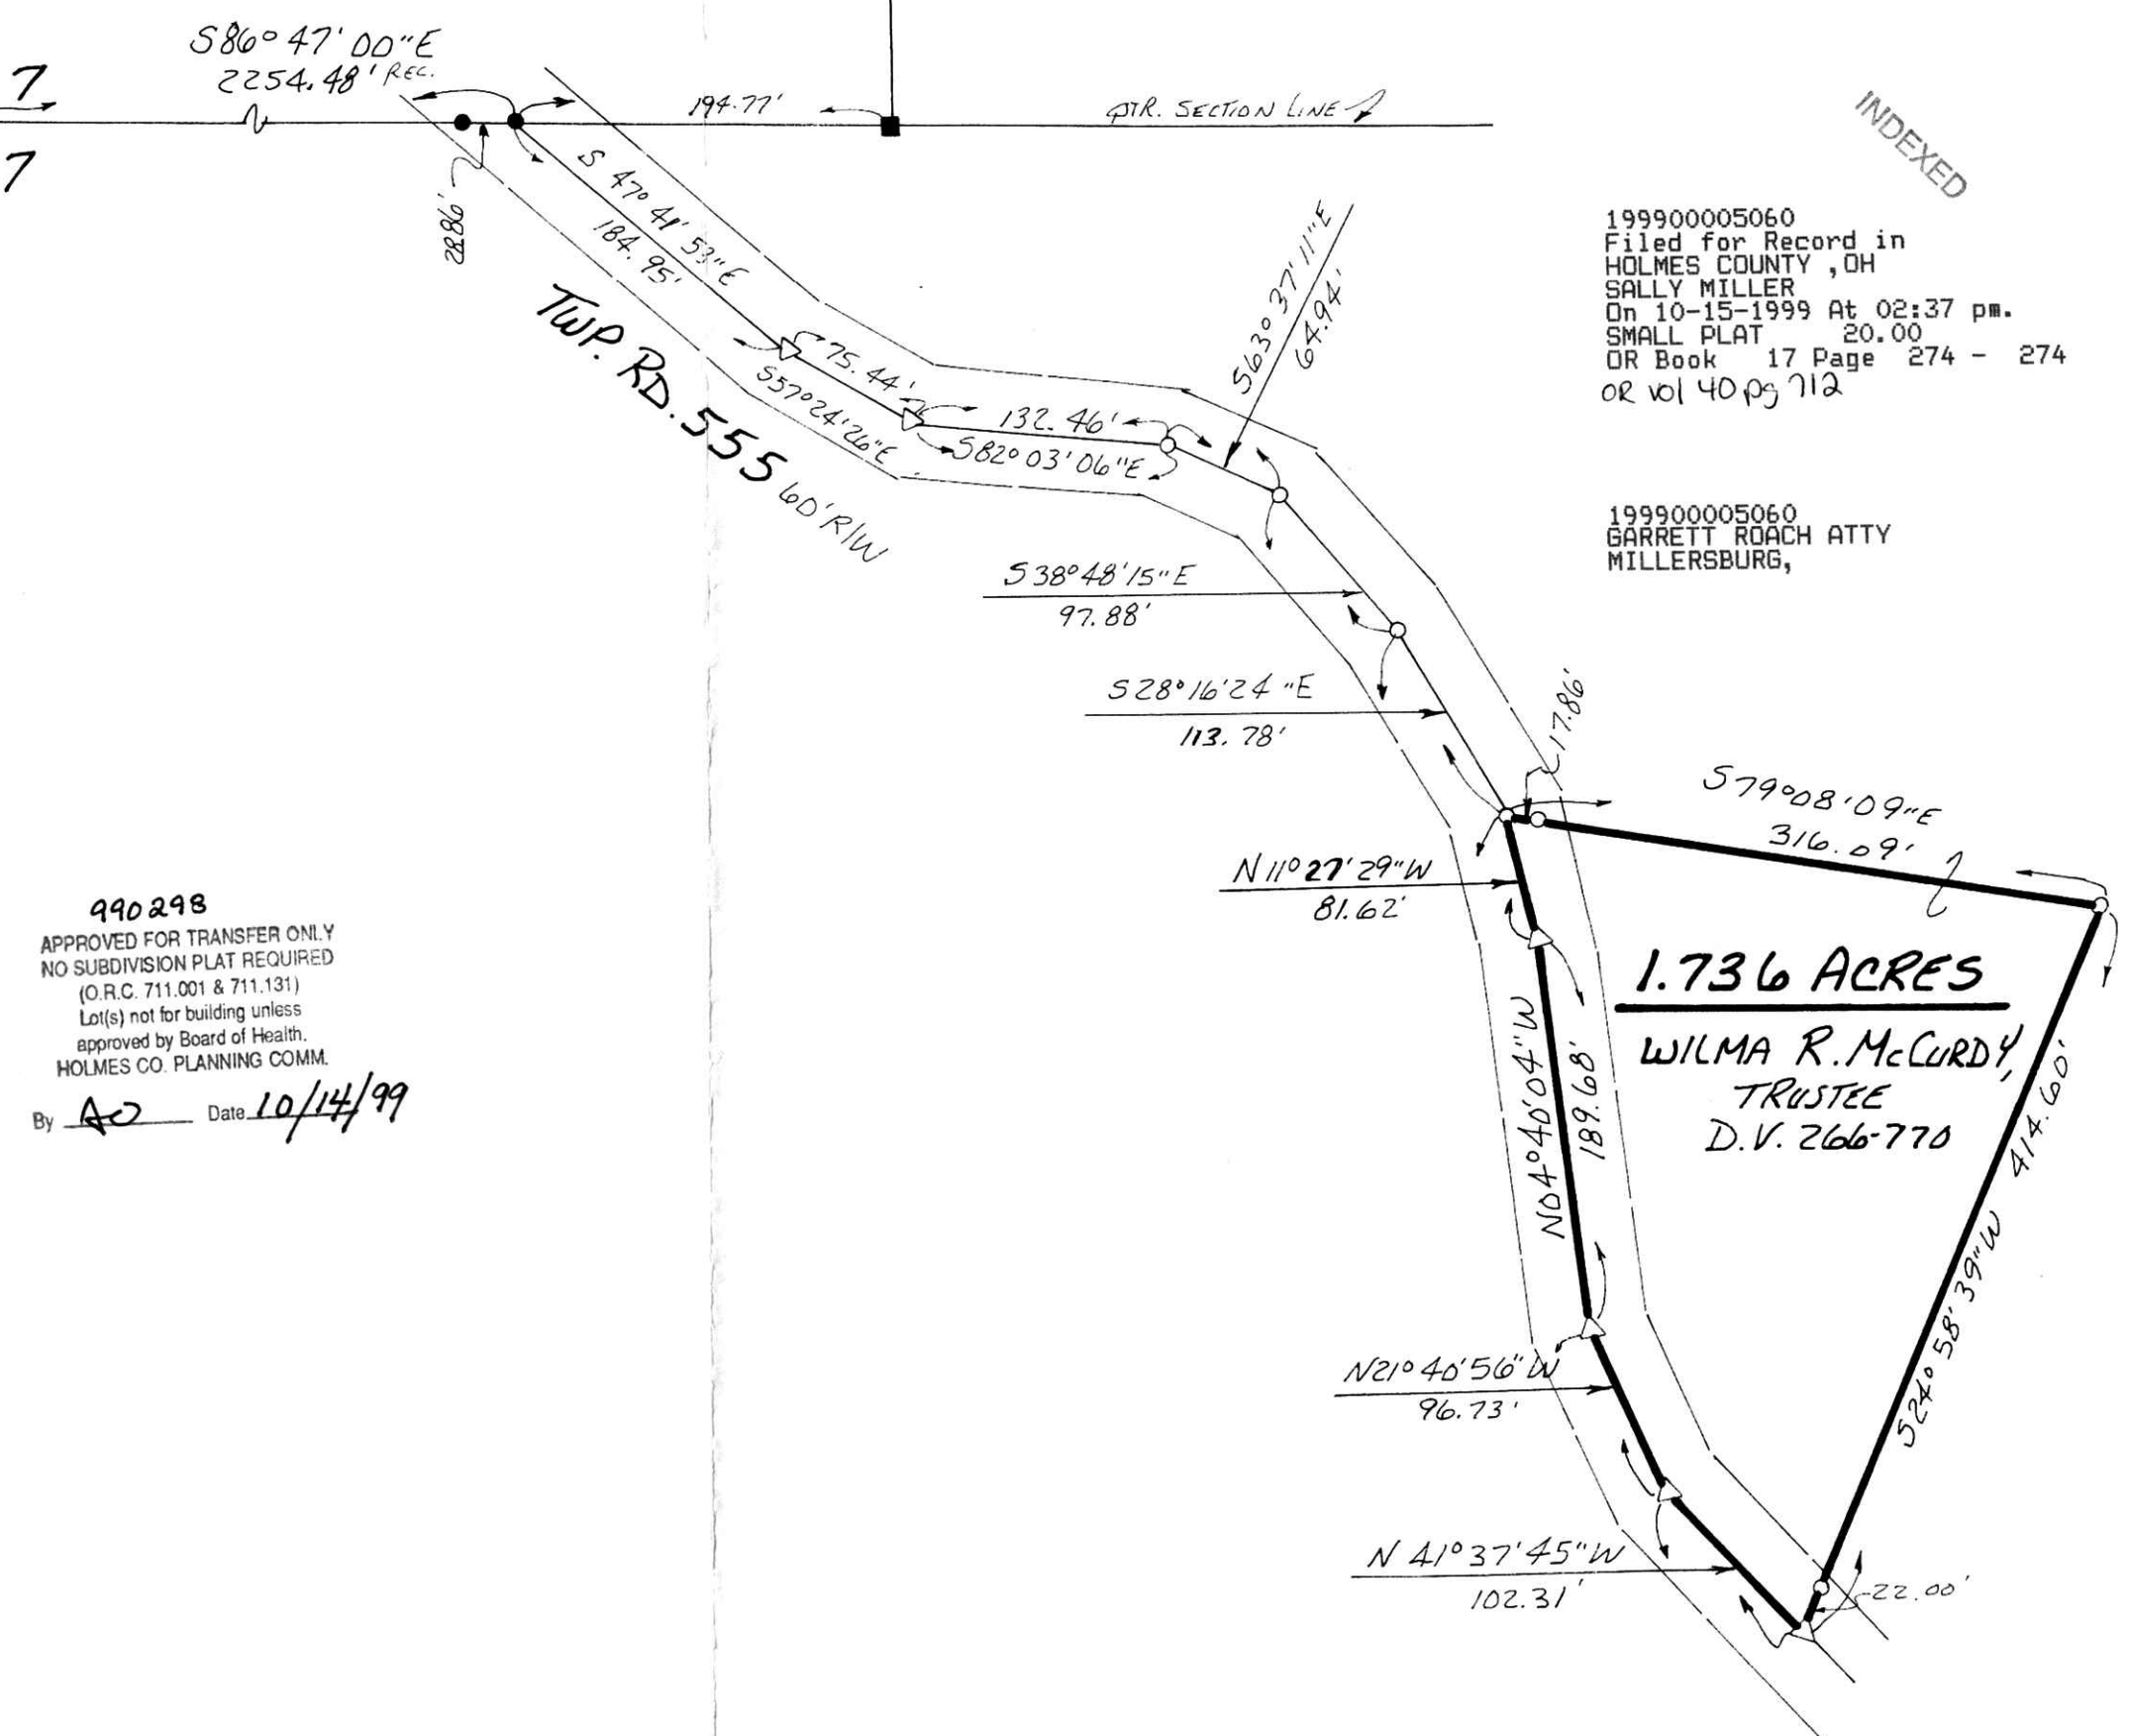 S86° 47' 00"E
2254.48' REC.
7
7
194.77'
QTR. SECTION LINE
28.86'
S 47° 41' 53"E
184.95'
TWP. RD. 555 60' R/W
75.44'
S57°24'26"E
132.46'
S82°03'06"E
S63°37'11"E
64.94'
S38°48'15"E
97.88'
S28°16'24"E
113.78'
17.86'
INDEXED
199900005060
Filed for Record in
HOLMES COUNTY ,OH
SALLY MILLER
On 10-15-1999 At 02:37 pm.
SMALL PLAT 20.00
OR Book 17 Page 274 - 274
OR vol 40 pg 712
199900005060
GARRETT ROACH ATTY
MILLERSBURG,
S79°08'09"E
316.09'
N11°27'29"W
81.62'
1.736 ACRES
WILMA R. McCURDY,
TRUSTEE
D.V. 266-770
N04°40'04"W
189.68'
414.60'
S24° 58' 39"W
N21°40'56"W
96.73'
N 41°37'45"W
102.31'
22.00'
990298
APPROVED FOR TRANSFER ONLY
NO SUBDIVISION PLAT REQUIRED
(O.R.C. 711.001 & 711.131)
Lot(s) not for building unless
approved by Board of Health.
HOLMES CO. PLANNING COMM.
By Date 10/14/99